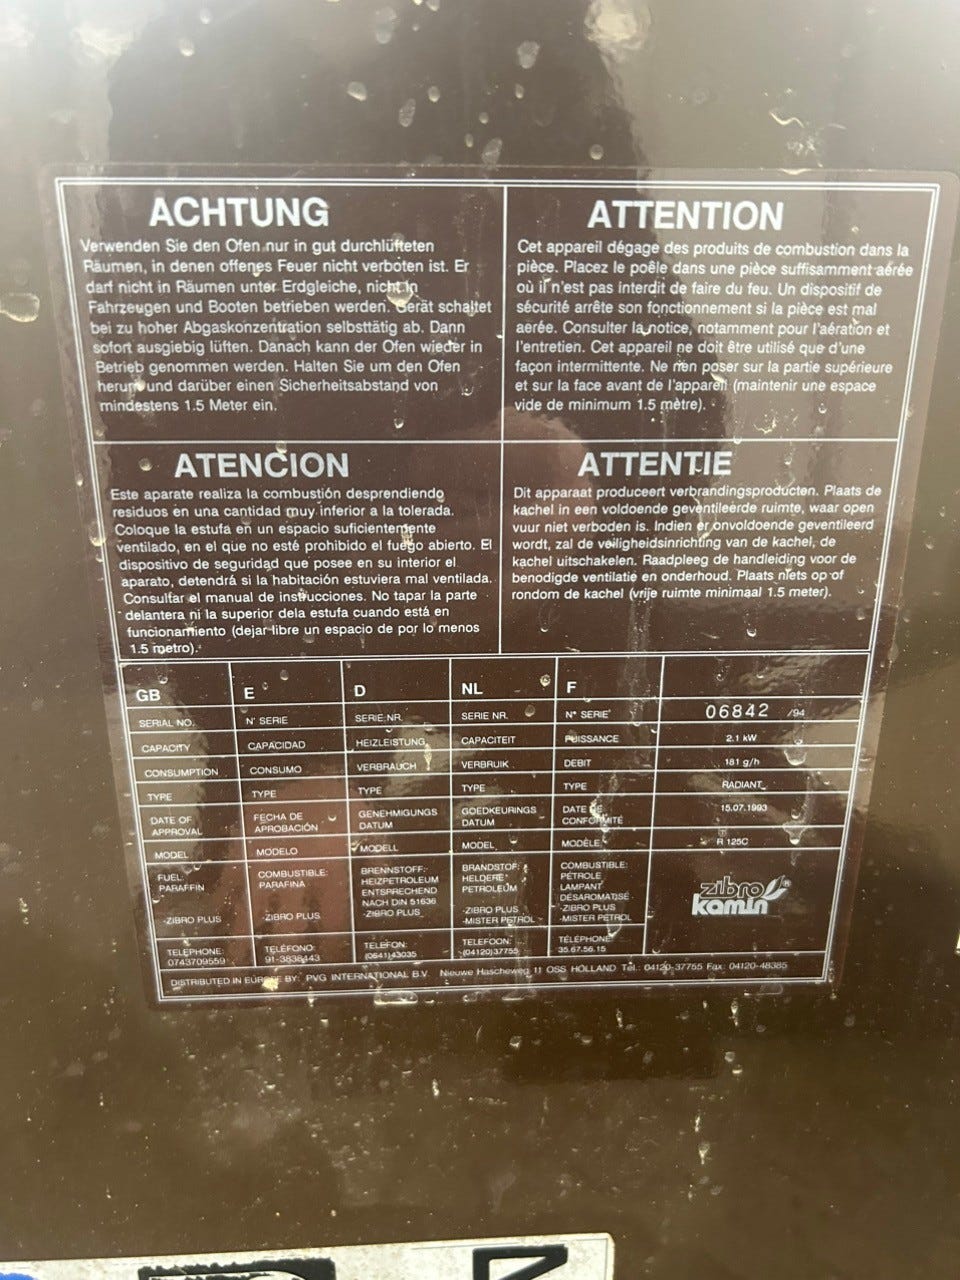 ACHTUNG
Verwenden Sie den Ofen nur in gut durchlüfteten
Räumen, in denen offenes Feuer nicht verboten ist. Er
darf nicht in Räumen unter Erdgleiche, nicht in
Fahrzeugen und Booten betrieben werden. Gerät schaltet
bei zu hoher Abgaskonzentration selbsttätig ab. Dann
sofort ausgiebig lüften. Danach kann der Ofen wieder in
Betrieb genommen werden. Halten Sie um den Ofen
herum und darüber einen Sicherheitsabstand von
mindestens 1.5 Meter ein.
ATTENTION
Cet appareil dégage des produits de combustion dans la
pièce. Placez le poêle dans une pièce suffisamment aérée
où il n'est pas interdit de faire du feu. Un dispositif de
sécurité arrête son fonctionnement si la pièce est mal
aerée. Consulter la notice, notamment pour l'aération et
l'entretien. Cet appareil ne doit être utilisé que d'une
façon intermittente. Ne rien poser sur la partie supérieure
et sur la face avant de l'appareil (maintenir une espace
vide de minimum 1.5 mètre).
ATENCION
Este aparate realiza la combustión desprendiendo
residuos en una cantidad muy inferior a la tolerada.
Coloque la estufa en un espacio suficientemente
ventilado, en el que no esté prohibido el fuego abierto. El
dispositivo de seguridad que posee en su interior el
aparato, detendrá si la habitación estuviera mal ventilada.
Consultar el manual de instrucciones. No tapar la parte
delantera ni la superior dela estufa cuando está en
funcionamiento (dejar libre un espacio de por lo menos
1.5 metro).
ATTENTIE
Dit apparaat produceert verbrandingsproducten. Plaats de
kachel in een voldoende geventileerde ruimte, waar open
vuur niet verboden is. Indien er onvoldoende geventileerd
wordt, zal de veiligheidsinrichting van de kachel, de
kachel uitschakelen. Raadpleeg de handleiding voor de
benodigde ventilatie en onderhoud. Plaats niets op of
rondom de kachel (vrije ruimte minimaal 1.5 meter).
GB E D NL F
SERIAL NO. N° SERIE SERIE NR. SERIE NR. N° SERIE 06842 /94
CAPACITY CAPACIDAD HEIZLEISTUNG CAPACITEIT PUISSANCE 2.1 kW
CONSUMPTION CONSUMO VERBRAUCH VERBRUIK DEBIT 181 g/h
TYPE TYPE TYPE TYPE TYPE RADIANT
DATE OF APPROVAL
FECHA DE APROBACIÓN
GENEHMIGUNGS DATUM
GOEDKEURINGS DATUM
DATE DE CONFORMITÉ
15.07.1993
MODEL MODELO MODELL MODEL MODÈLE R 125C
FUEL:
PARAFFIN
-ZIBRO PLUS
COMBUSTIBLE:
PARAFINA
-ZIBRO PLUS
BRENNSTOFF:
HEIZPETROLEUM
ENTSPRECHEND
NACH DIN 51636
-ZIBRO PLUS
BRANDSTOF:
HELDERE
PETROLEUM
-ZIBRO PLUS
-MISTER PETROL
COMBUSTIBLE:
PÉTROLE
LAMPANT
DESAROMATISÉ
-ZIBRO PLUS
-MISTER PETROL
zibro®
kamin
TELEPHONE:
0743709559
TELÉFONO:
91-3838443
TELEFON:
(0641)43035
TELEFOON:
(04120)37755
TÉLÉPHONE
35.67.56.15
DISTRIBUTED IN EUROPE BY: PVG INTERNATIONAL B.V. Nieuwe Hascheweg 11 OSS HOLLAND Tel.: 04120-37755 Fax: 04120-48385